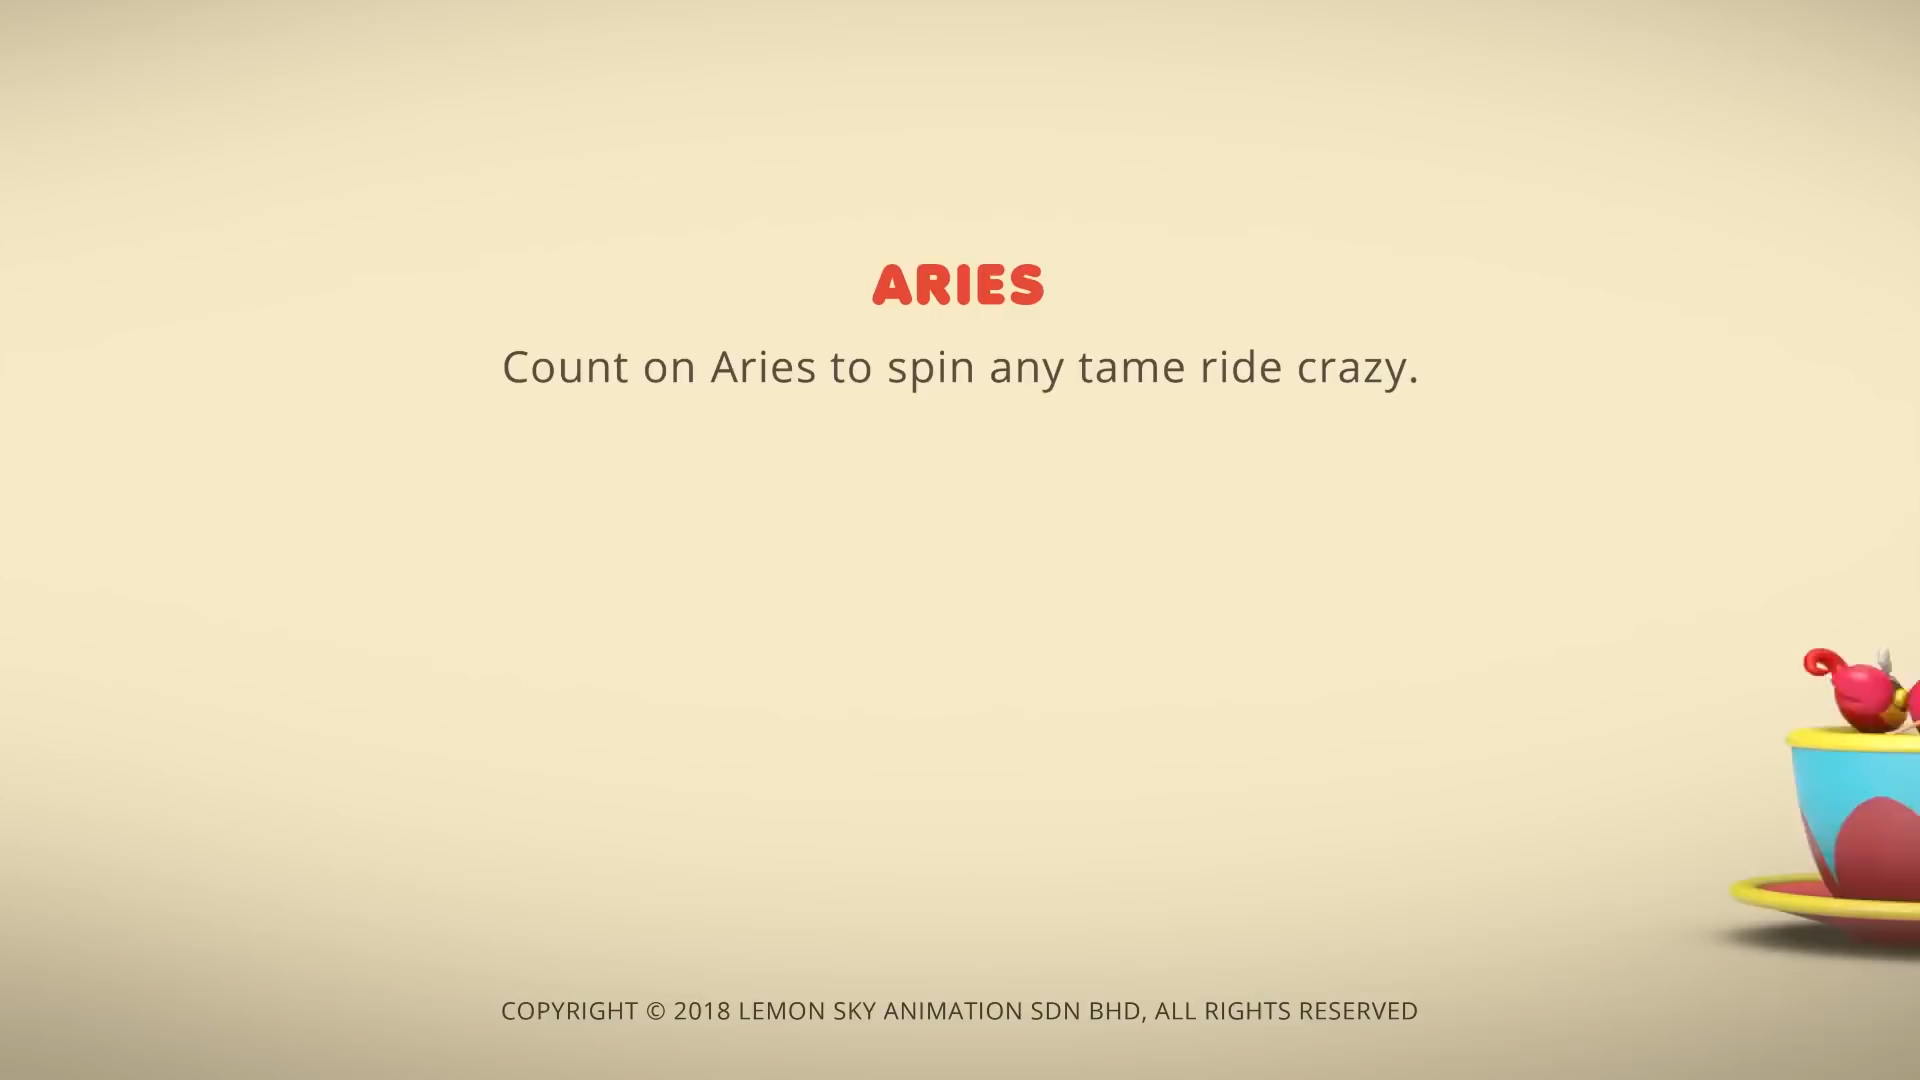 ARIES
Count on Aries to spin any tame ride crazy.
COPYRIGHT © 2018 LEMON SKY ANIMATION SDN BHD, ALL RIGHTS RESERVED